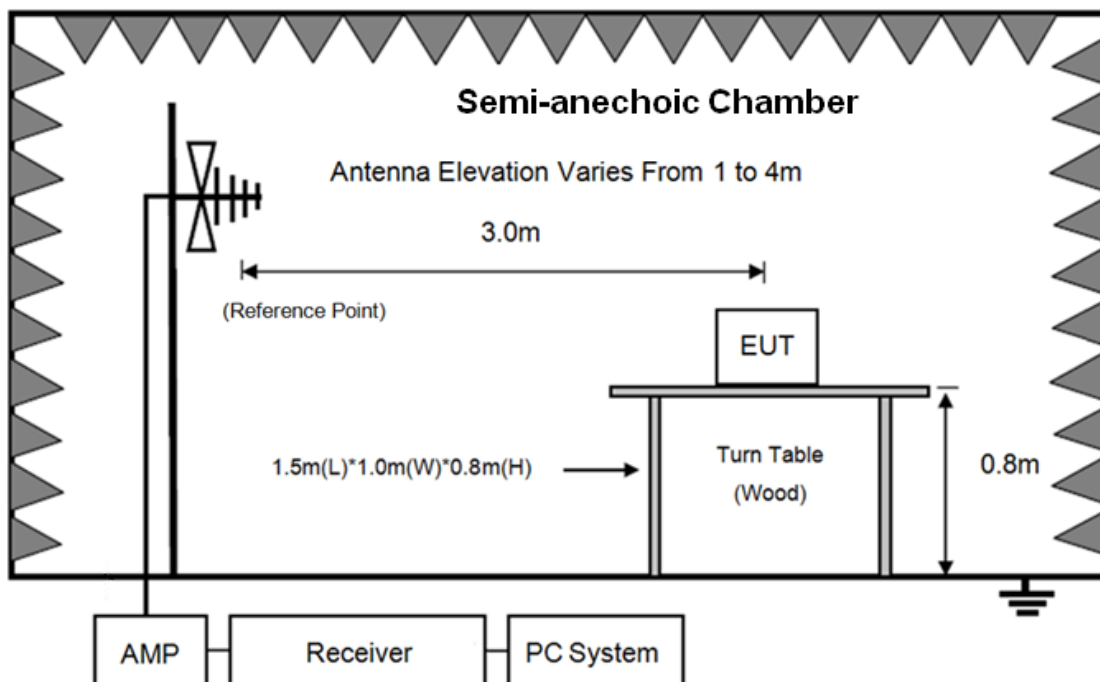 Semi-anechoic Chamber
Antenna Elevation Varies From 1 to 4m
3.0m
(Reference Point)
EUT
1.5m(L)*1.0m(W)*0.8m(H)
Turn Table
(Wood)
0.8m
AMP
Receiver
PC System